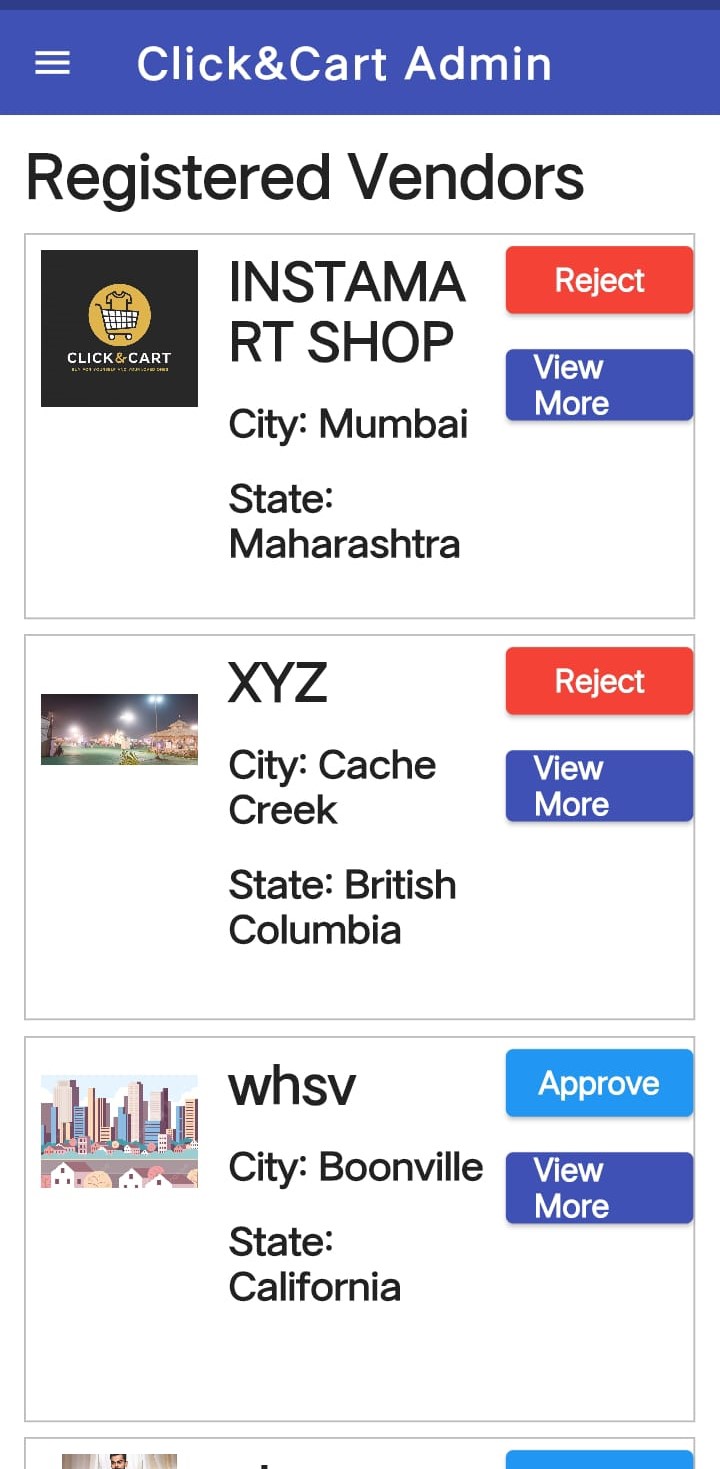 Click&Cart Admin
Registered Vendors
CLICK&CART
INSTAMA
RT SHOP
City: Mumbai
State:
Maharashtra
Reject
View
More
XYZ
City: Cache
Creek
State: British
Columbia
Reject
View
More
whsv
City: Boonville
State:
California
Approve
View
More